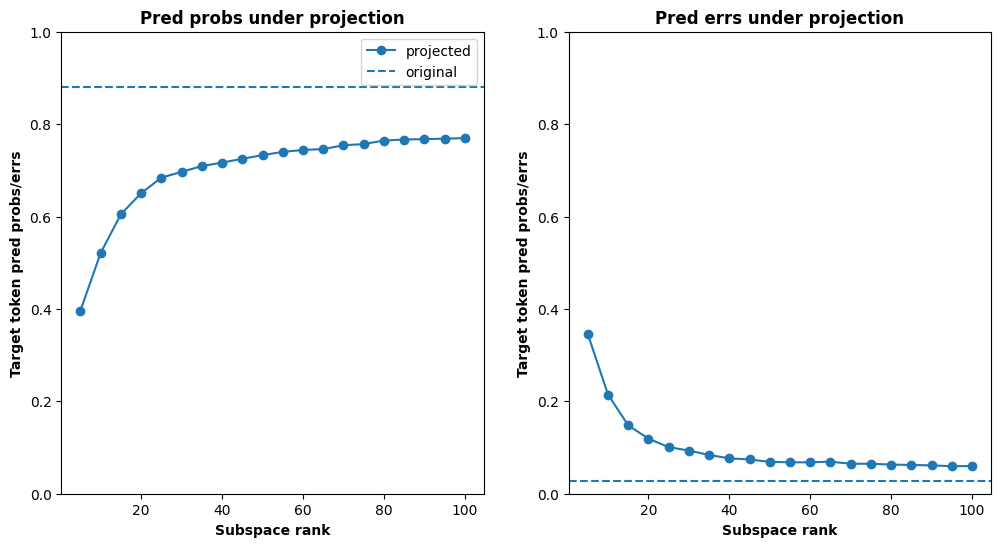 Pred probs under projection
1.0
0.8
0.6
0.4
0.2
0.0
Target token pred probs/errs
projected
original
20
40
60
80
100
Subspace rank
Pred errs under projection
1.0
0.8
0.6
0.4
0.2
0.0
Target token pred probs/errs
20
40
60
80
100
Subspace rank